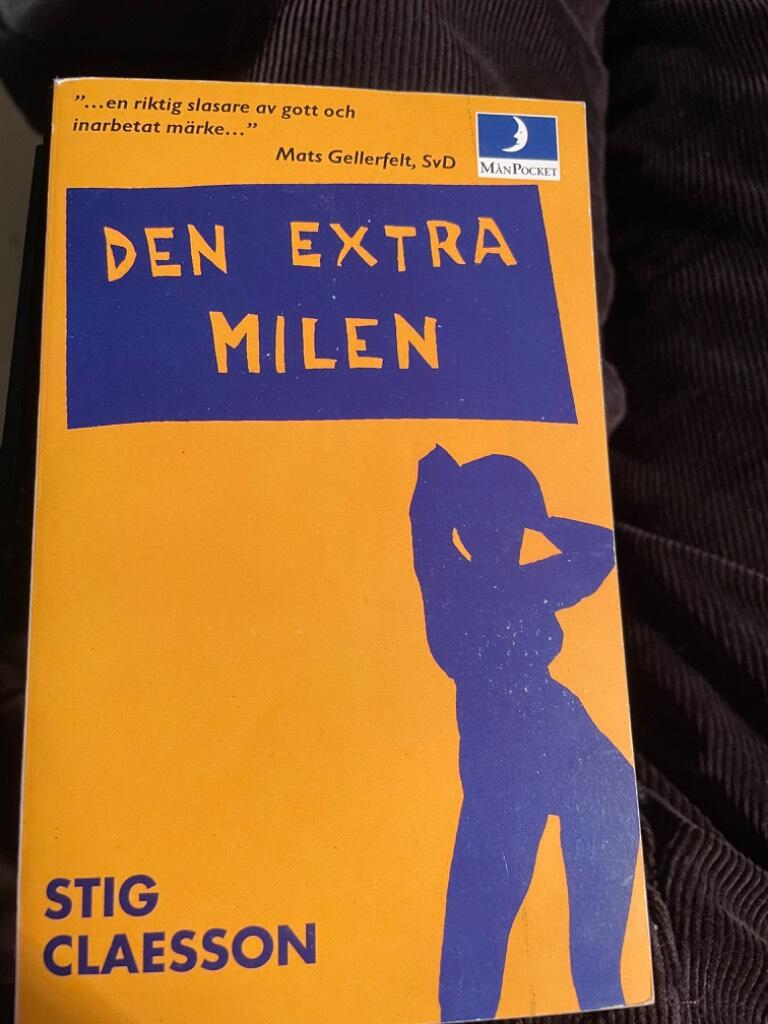 ”...en riktig slasare av gott och
inarbetat märke...”
Mats Gellerfelt, SvD
MÅNPOCKET
DEN EXTRA
MILEN
STIG
CLAESSON